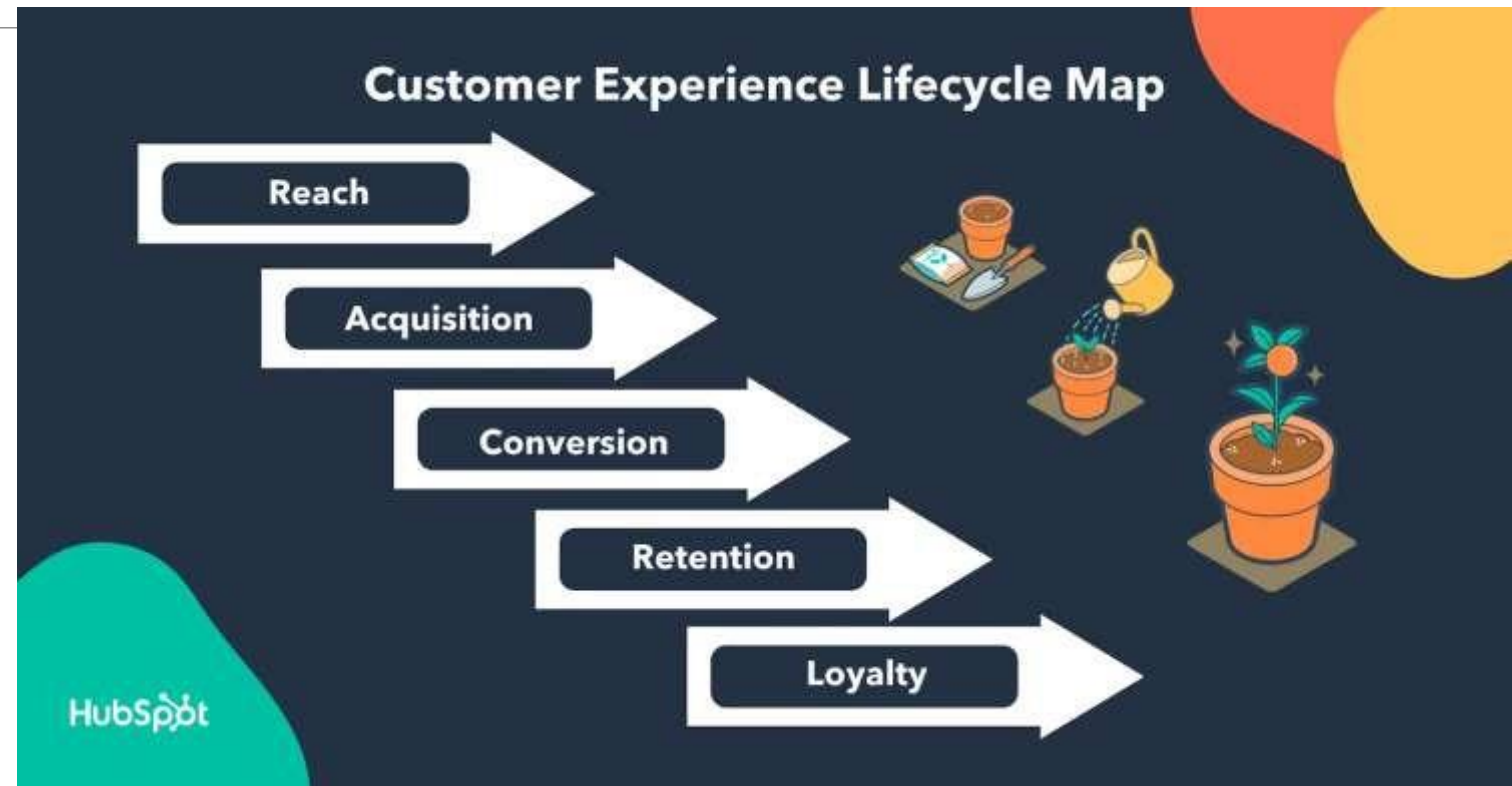 Customer Experience Lifecycle Map
Reach
Acquisition
Conversion
Retention
Loyalty
HubSpot